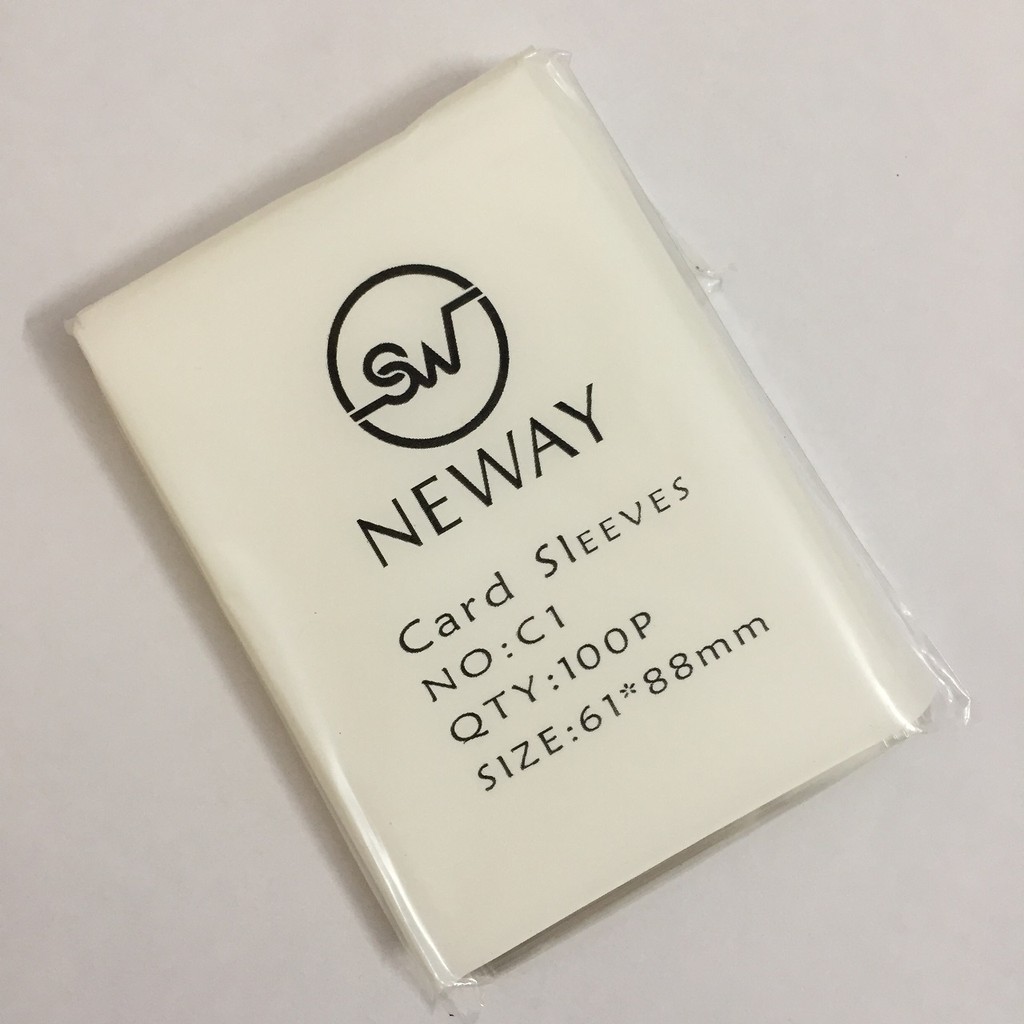 SW
NEWAY
Card SlEEVES
NO:C1
QTY:100P
SIZE:61*88mm